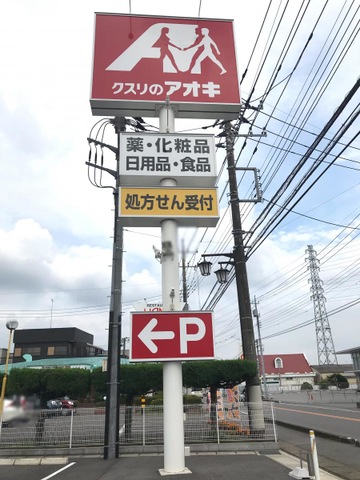 クスリのアオキ
薬・化粧品
日用品・食品
処方せん受付
←P